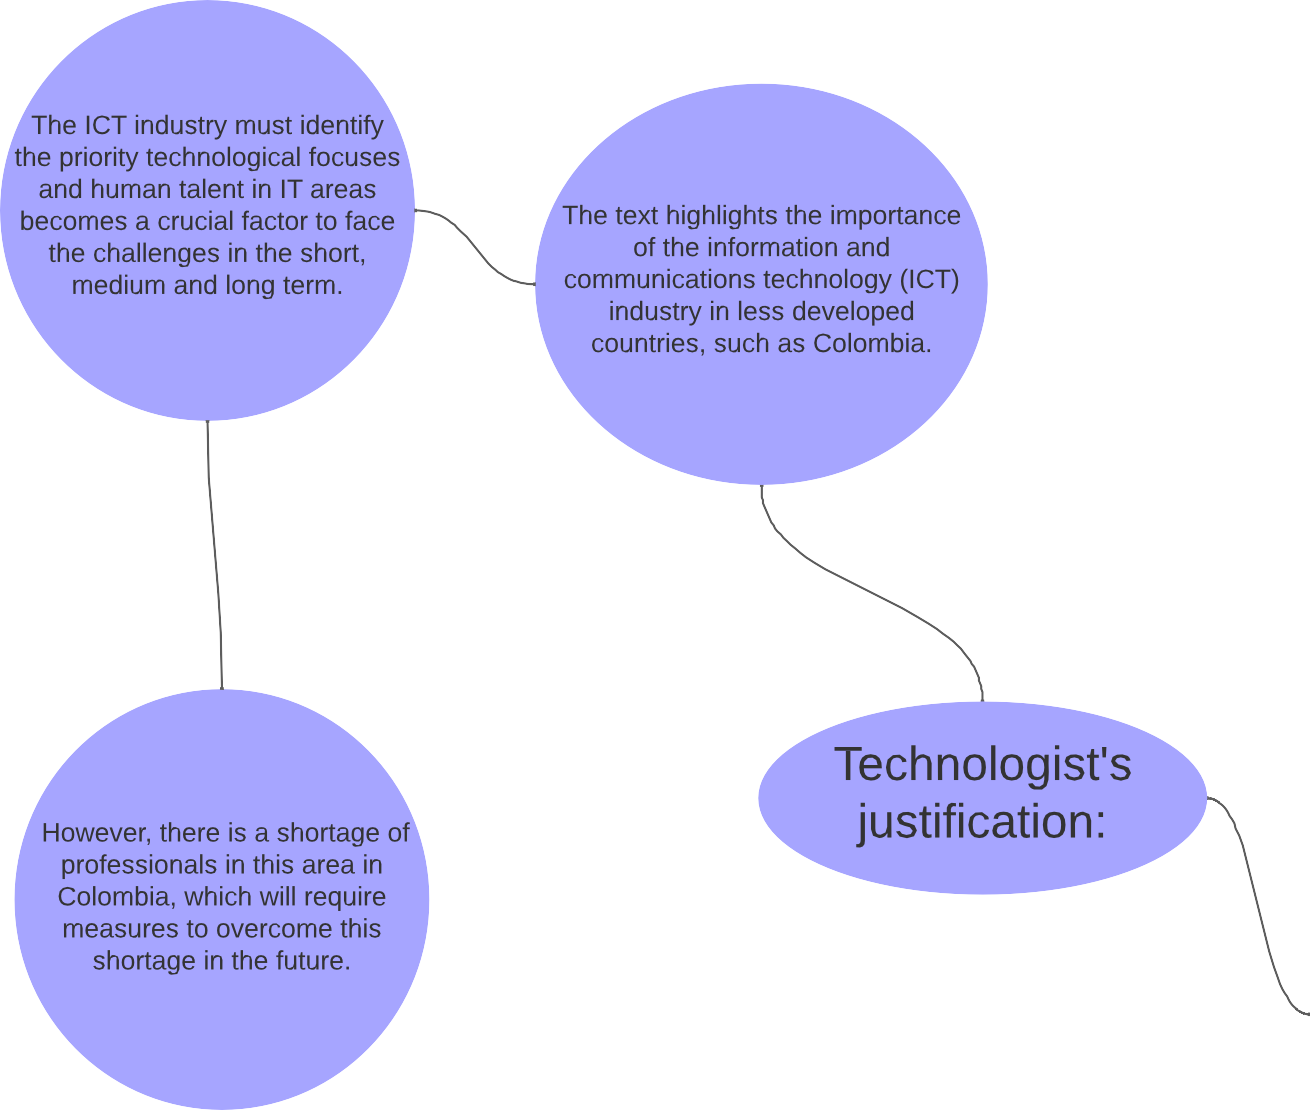 The ICT industry must identify
the priority technological focuses
and human talent in IT areas
becomes a crucial factor to face
the challenges in the short,
medium and long term.
The text highlights the importance
of the information and
communications technology (ICT)
industry in less developed
countries, such as Colombia.
Technologist's
justification:
However, there is a shortage of
professionals in this area in
Colombia, which will require
measures to overcome this
shortage in the future.